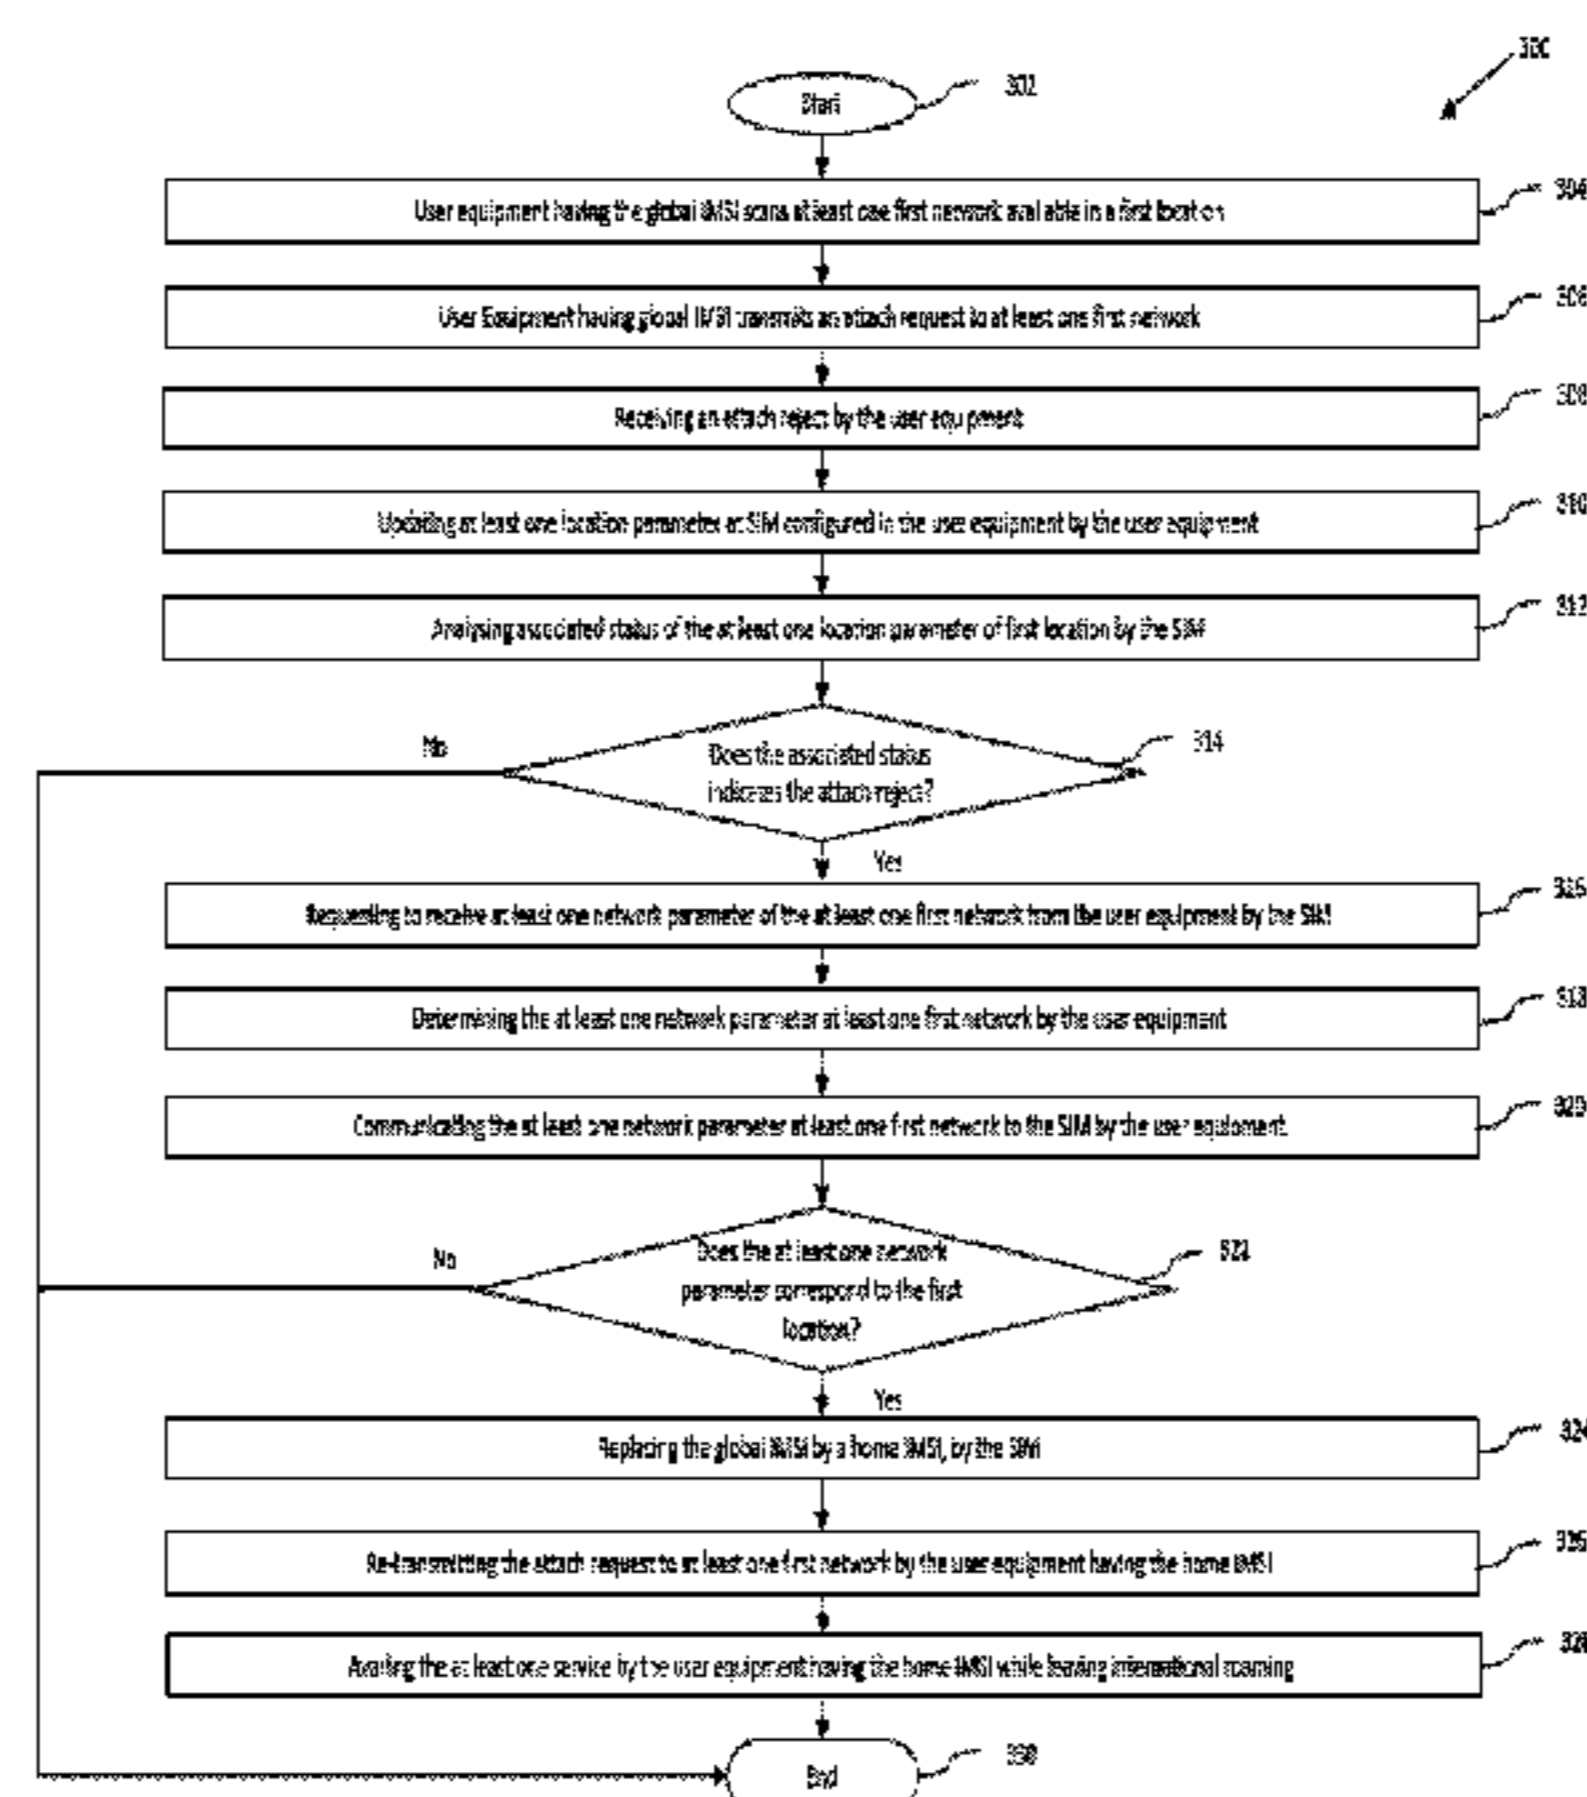 300
Start
302
User equipment having the global IMSI scans at least one first network available in a first location
304
User Equipment having global IMSI transmits an attach request to at least one first network
306
Receiving an attach reject by the user equipment
308
Updating at least one location parameter at SIM configured in the user equipment by the user equipment
310
Analysing associated status of the at least one location parameter of first location by the SIM
312
No
Does the associated status
indicates the attach reject?
314
Yes
Requesting to receive at least one network parameter of the at least one first network from the user equipment by the SIM
316
Determining the at least one network parameter at least one first network by the user equipment
318
Communicating the at least one network parameter at least one first network to the SIM by the user equipment
320
No
Does the at least one network
parameter correspond to the first
location?
322
Yes
Replacing the global IMSI by a home IMSI, by the SIM
324
Re-transmitting the attach request to at least one first network by the user equipment having the home IMSI
326
Availing the at least one service by the user equipment having the home IMSI while leaving international roaming
328
End
330